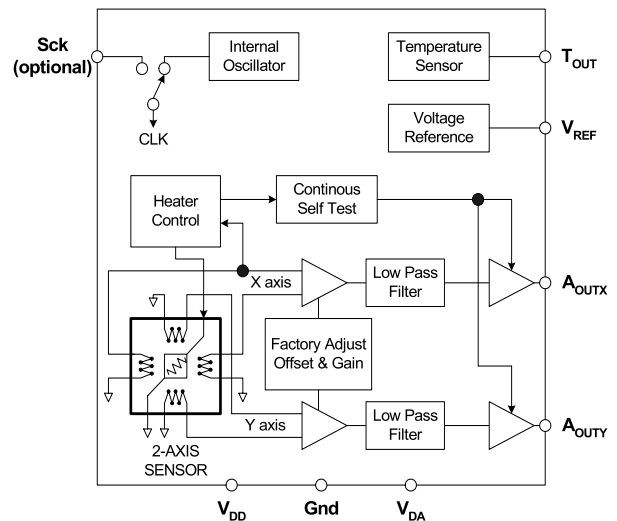 Sck
(optional)
Internal
Oscillator
Temperature
Sensor
TOUT
CLK
Voltage
Reference
VREF
Heater
Control
Continous
Self Test
X axis
Low Pass
Filter
AOUTX
Factory Adjust
Offset & Gain
Y axis
Low Pass
Filter
AOUTY
2-AXIS
SENSOR
VDD
Gnd
VDA